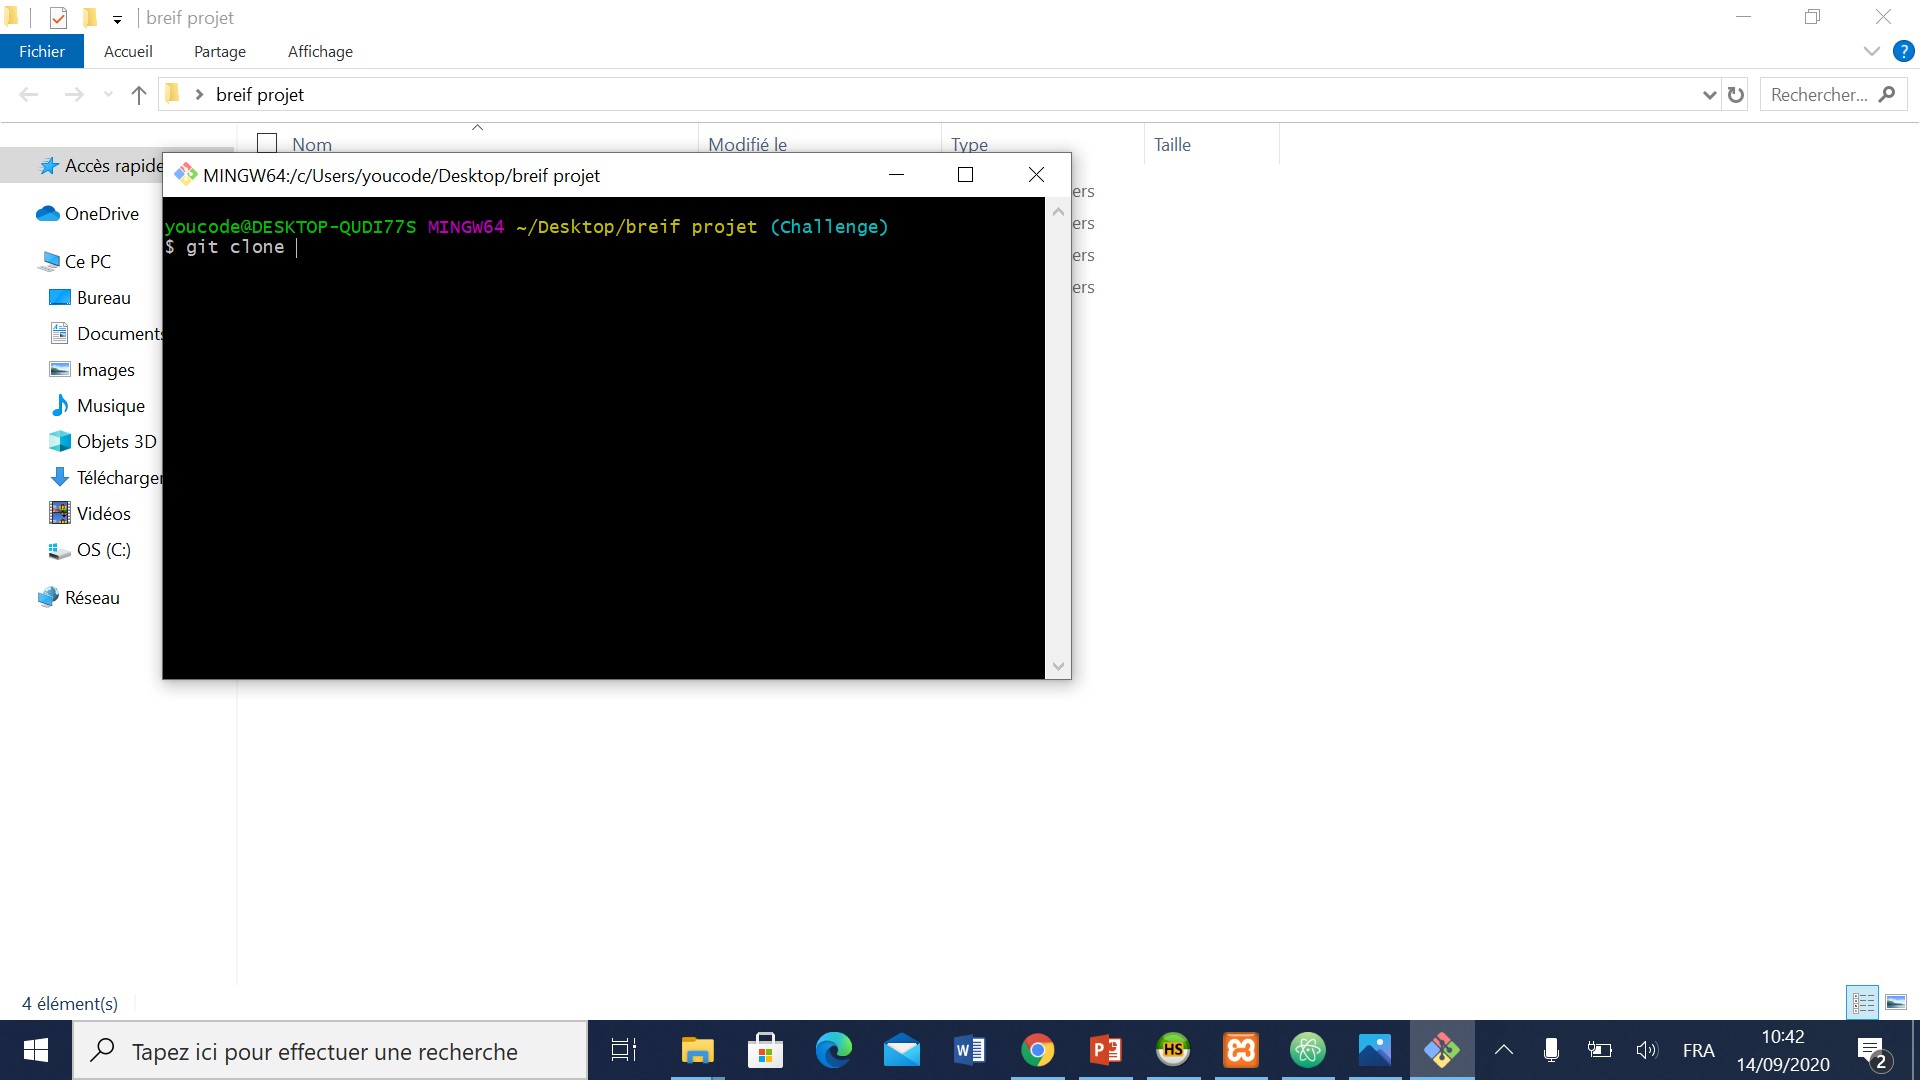 breif projet
Fichier
Accueil
Partage
Affichage
?
breif projet
Rechercher...
Nom
Modifié le
Type
Taille
Accès rapide
MINGW64:/c/Users/youcode/Desktop/breif projet
youcode@DESKTOP-QUDI77S MINGW64 ~/Desktop/breif projet (Challenge)
$ git clone
ers
ers
ers
ers
OneDrive
Ce PC
Bureau
Documents
Images
Musique
Objets 3D
Télécharger
Vidéos
OS (C:)
Réseau
4 élément(s)
Tapez ici pour effectuer une recherche
HS
FRA
10:42
14/09/2020
2